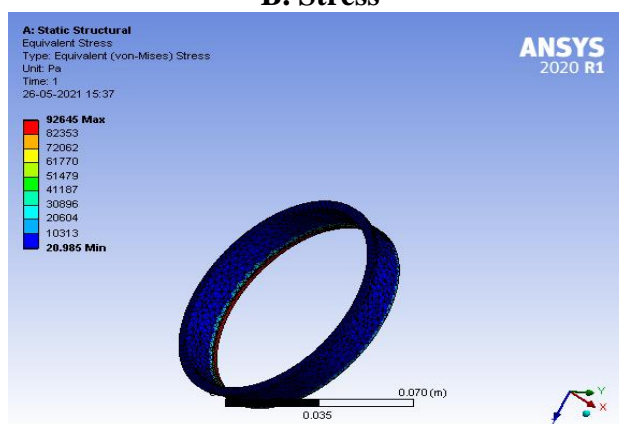 B. Stress
A: Static Structural
Equivalent Stress
Type: Equivalent (von-Mises) Stress
Unit: Pa
Time: 1
26-05-2021 15:37
ANSYS
2020 R1
92645 Max
82353
72062
61770
51479
41187
30896
20604
10313
20.985 Min
0.070 (m)
0.035
Y
X